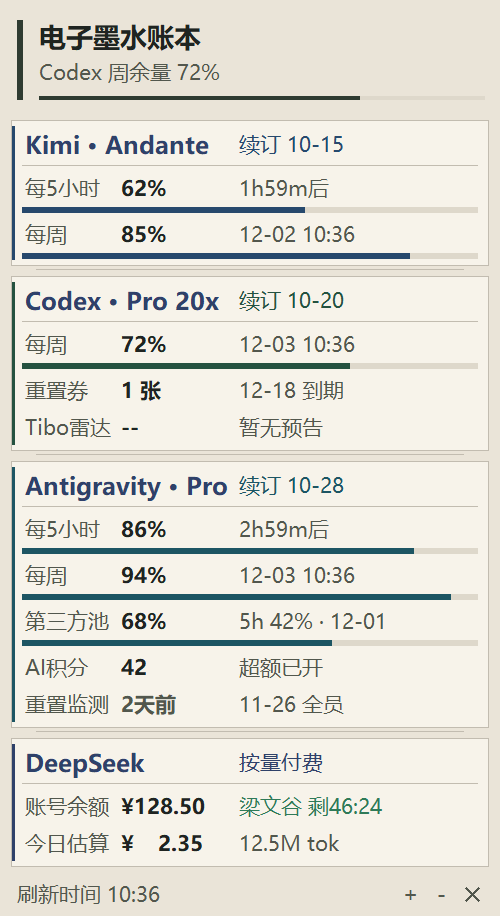 电子墨水账本
Codex 周余量 72%
Kimi • Andante 续订 10-15
每5小时 62% 1h59m后
每周 85% 12-02 10:36
Codex • Pro 20x 续订 10-20
每周 72% 12-03 10:36
重置券 1 张 12-18 到期
Tibo雷达 -- 暂无预告
Antigravity • Pro 续订 10-28
每5小时 86% 2h59m后
每周 94% 12-03 10:36
第三方池 68% 5h 42% · 12-01
AI积分 42 超额已开
重置监测 2天前 11-26 全员
DeepSeek 按量付费
账号余额 ¥128.50 梁文谷 剩46:24
今日估算 ¥ 2.35 12.5M tok
刷新时间 10:36 + - ×